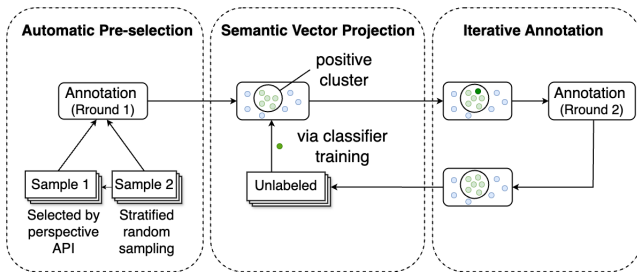 Automatic Pre-selection
Semantic Vector Projection
Iterative Annotation
positive
cluster
Annotation
(Rround 1)
Annotation
(Rround 2)
via classifier
training
Sample 1
Sample 2
Unlabeled
Selected by
perspective
API
Stratified
random
sampling